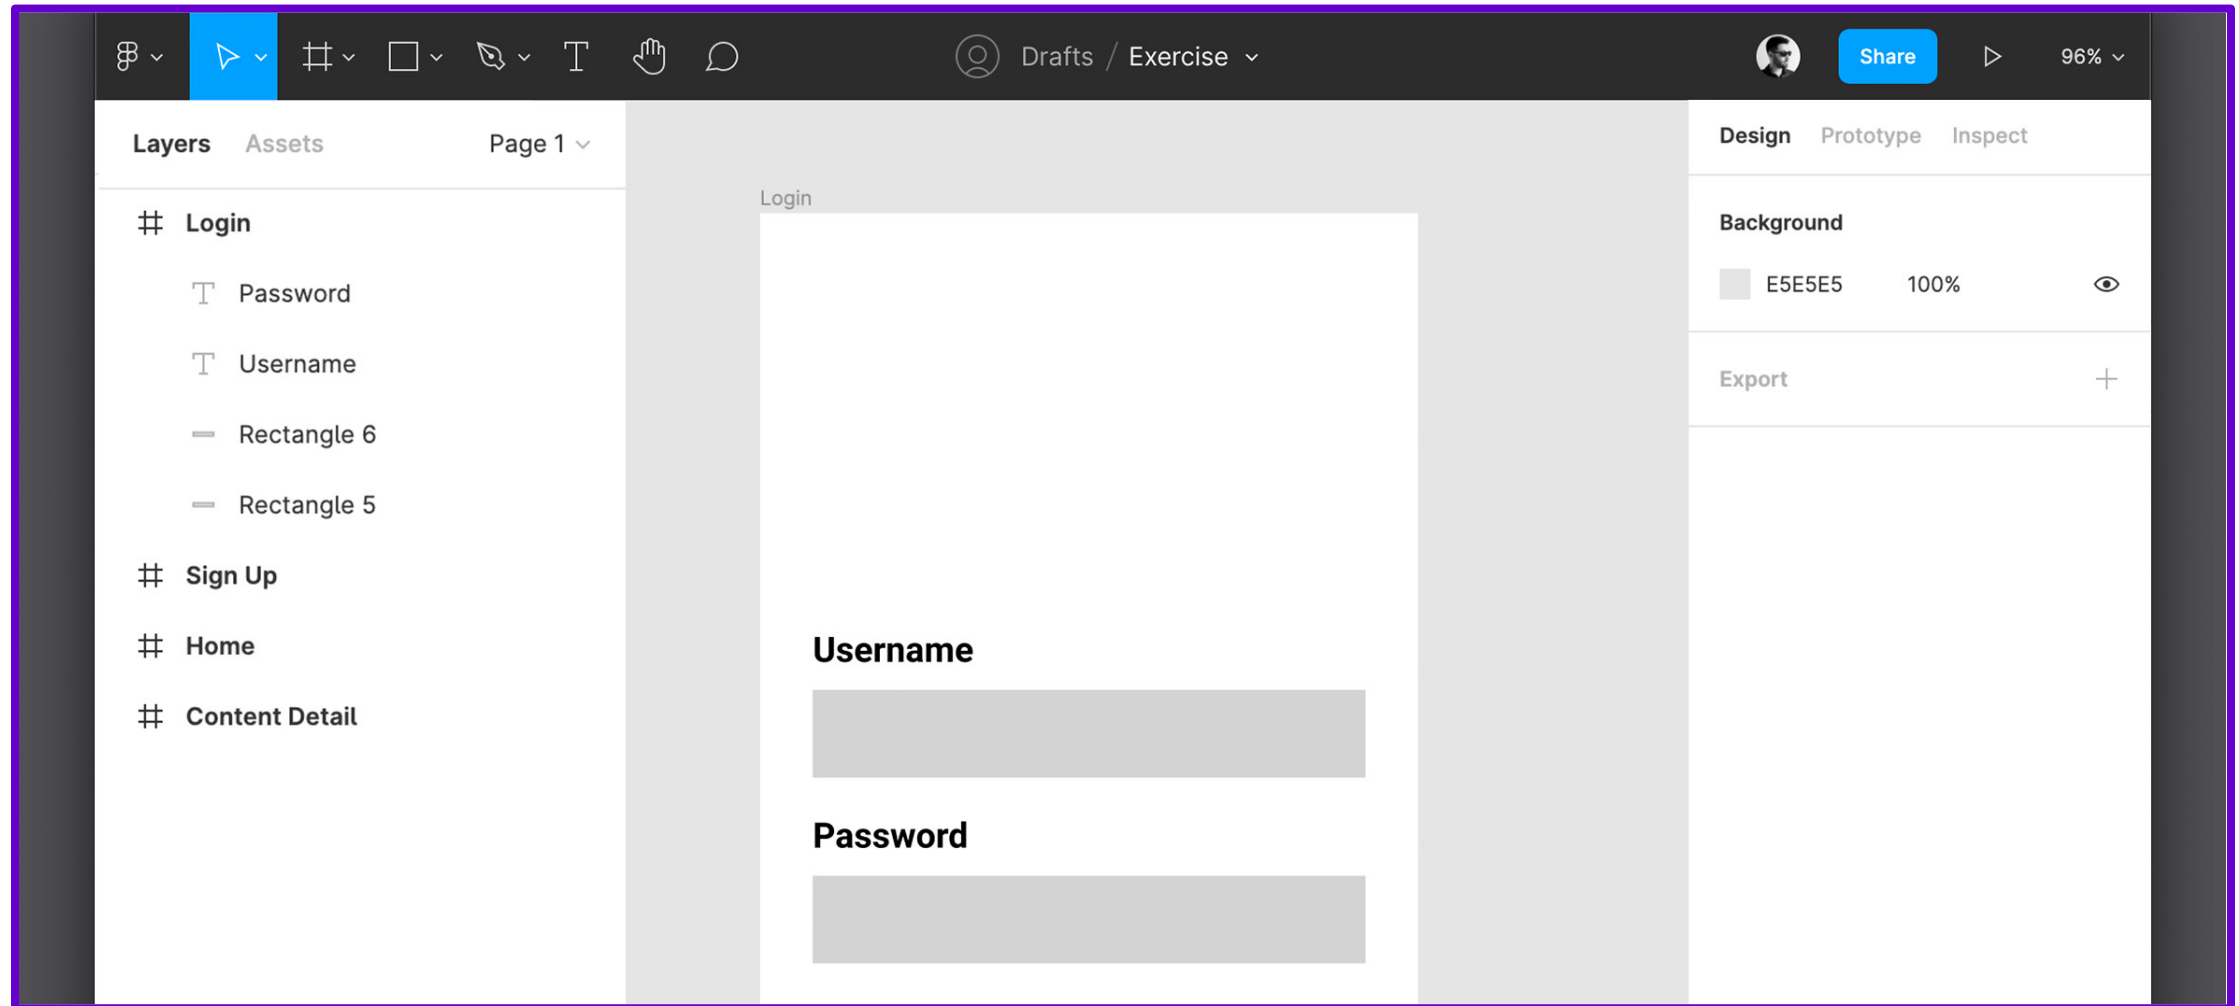 Drafts / Exercise
Share
96%
Layers Assets Page 1
Login
Password
Username
Rectangle 6
Rectangle 5
Sign Up
Home
Content Detail
Login
Username
Password
Design Prototype Inspect
Background
E5E5E5 100%
Export